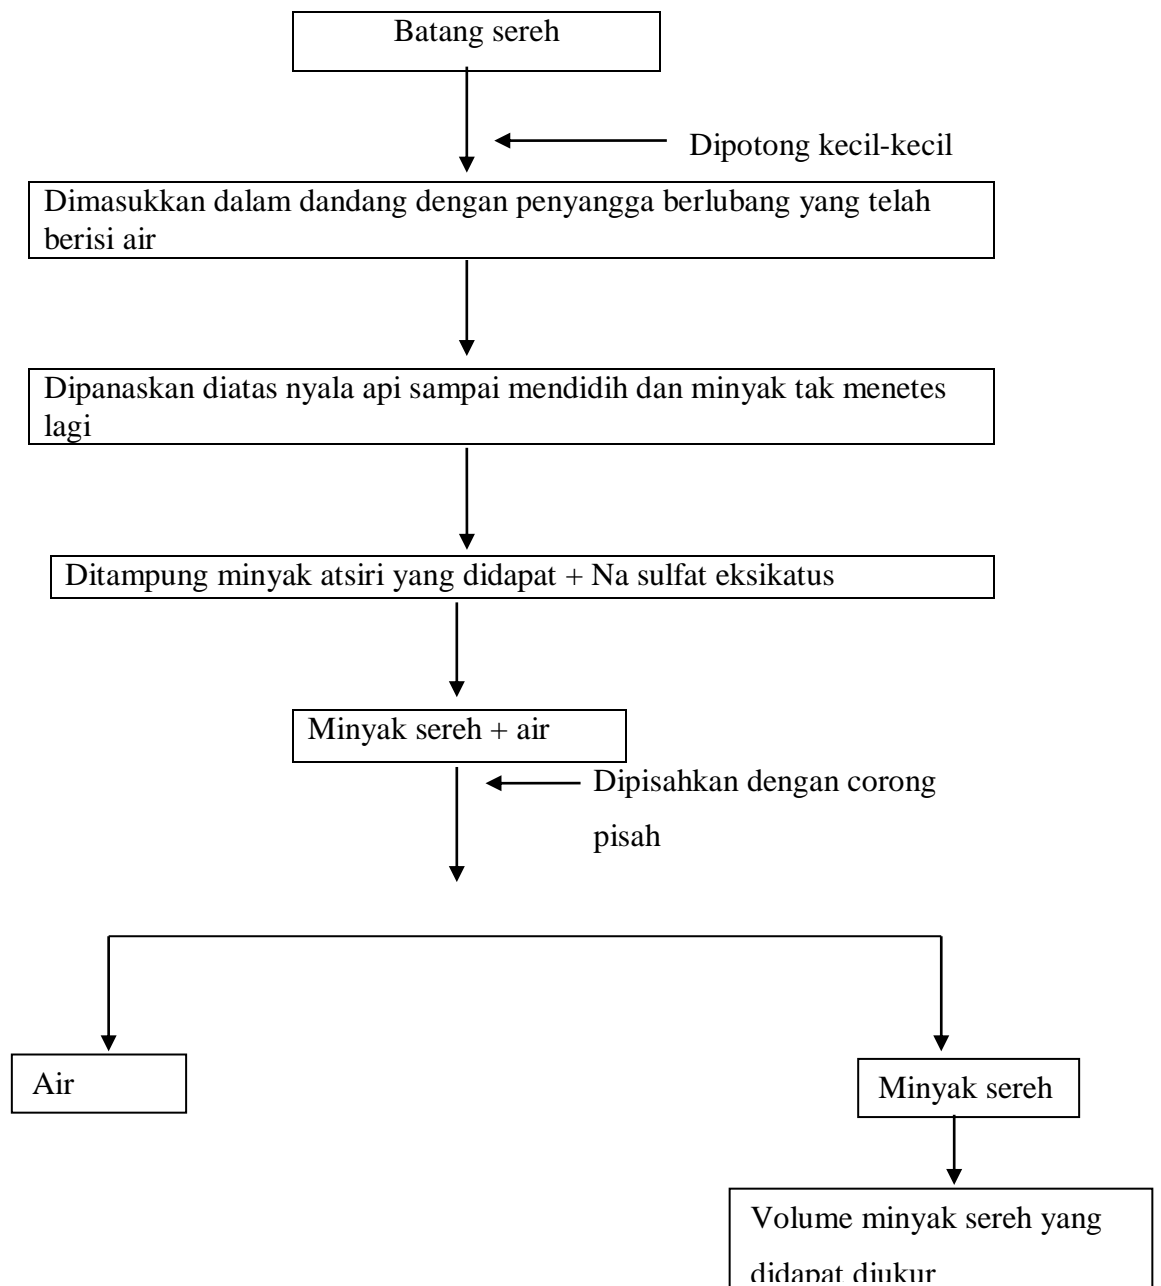 Batang sereh
Dipotong kecil-kecil
Dimasukkan dalam dandang dengan penyangga berlubang yang telah
berisi air
Dipanaskan diatas nyala api sampai mendidih dan minyak tak menetes
lagi
Ditampung minyak atsiri yang didapat + Na sulfat eksikatus
Minyak sereh + air
Dipisahkan dengan corong
pisah
Air
Minyak sereh
Volume minyak sereh yang
didapat diukur